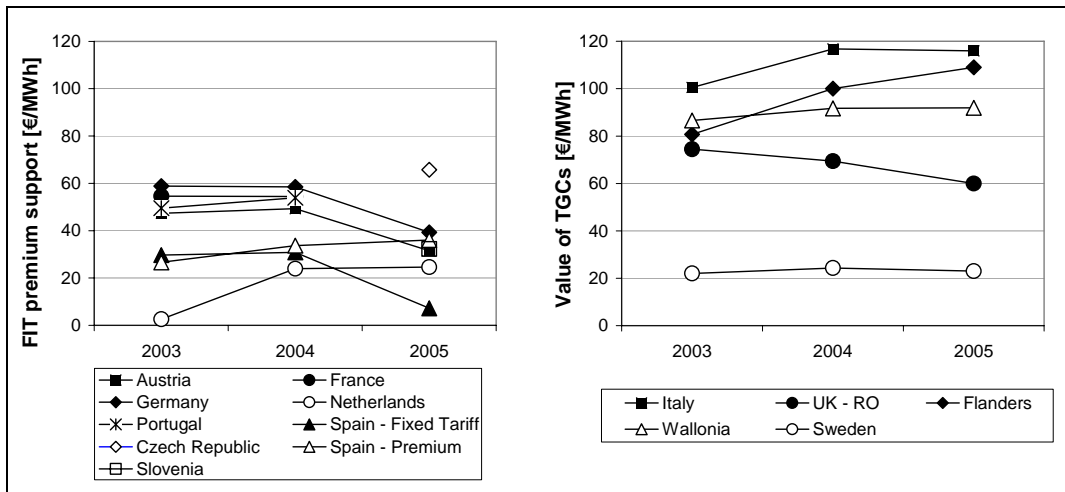 FIT premium support [€/MWh]
120
100
80
60
40
20
0
2003 2004 2005
Austria France
Germany Netherlands
Portugal Spain - Fixed Tariff
Czech Republic Spain - Premium
Slovenia
Value of TGCs [€/MWh]
120
100
80
60
40
20
0
2003 2004 2005
Italy UK - RO Flanders
Wallonia Sweden